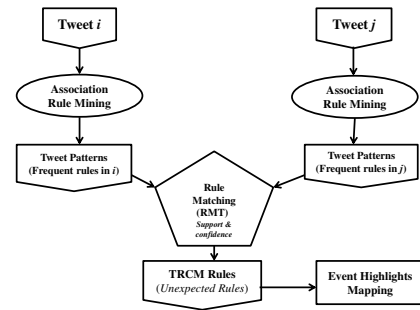 Tweet i
Tweet j
Association
Rule Mining
Association
Rule Mining
Tweet Patterns
(Frequent rules in i)
Tweet Patterns
(Frequent rules in j)
Rule
Matching
(RMT)
Support &
confidence
TRCM Rules
(Unexpected Rules)
Event Highlights
Mapping